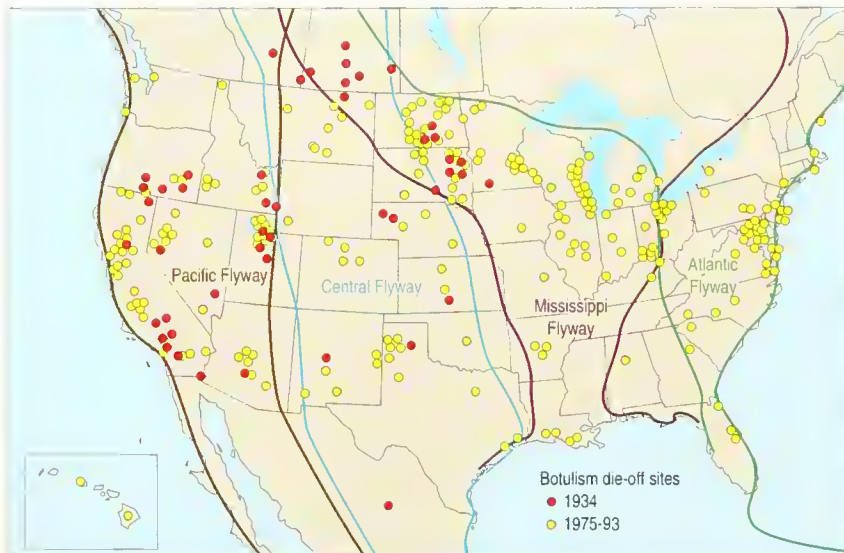 Pacific Flyway
Central Flyway
Mississippi
Flyway
Atlantic
Flyway
Botulism die-off sites
1934
1975-93